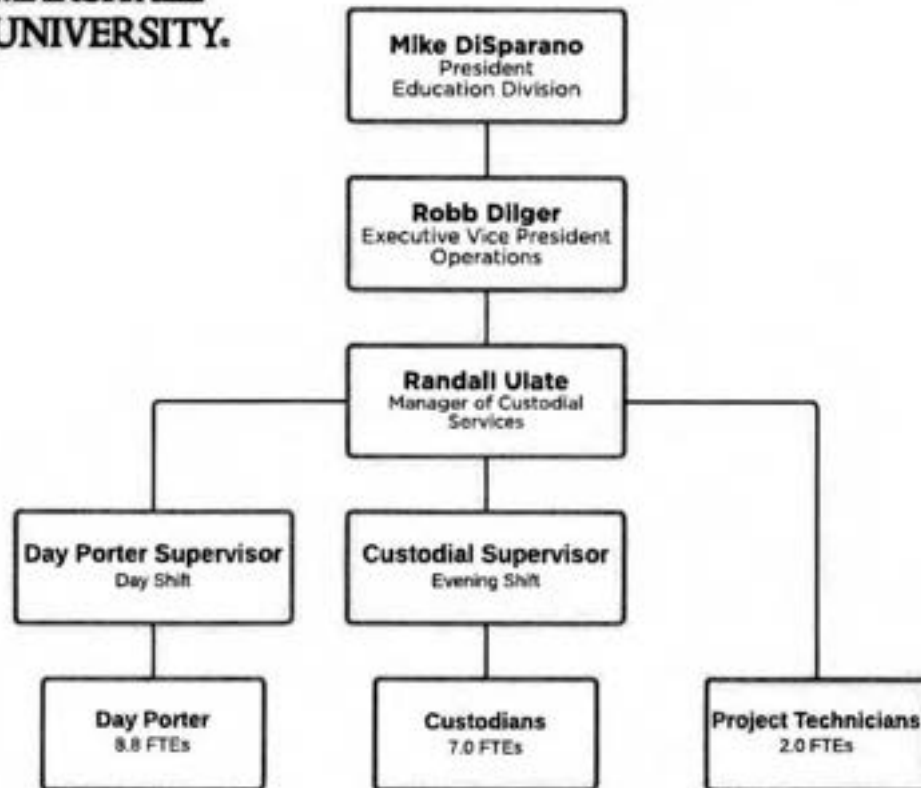 UNIVERSITY.
Mike DiSparano
President
Education Division
Robb Dilger
Executive Vice President
Operations
Randall Ulate
Manager of Custodial
Services
Day Porter Supervisor
Day Shift
Custodial Supervisor
Evening Shift
Day Porter
8.8 FTEs
Custodians
7.0 FTEs
Project Technicians
2.0 FTEs